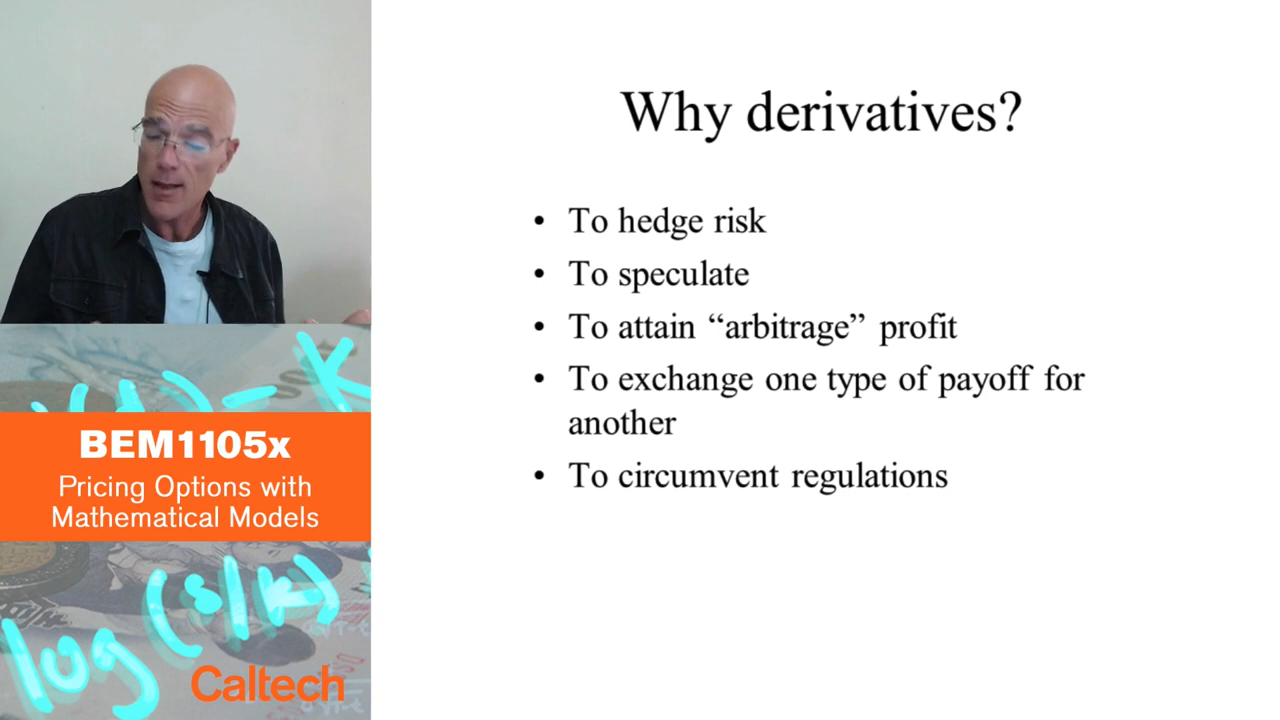 Why derivatives?
• To hedge risk
• To speculate
• To attain “arbitrage” profit
• To exchange one type of payoff for
another
• To circumvent regulations
- K
BEM1105x
Pricing Options with
Mathematical Models
log(s/k)
Caltech